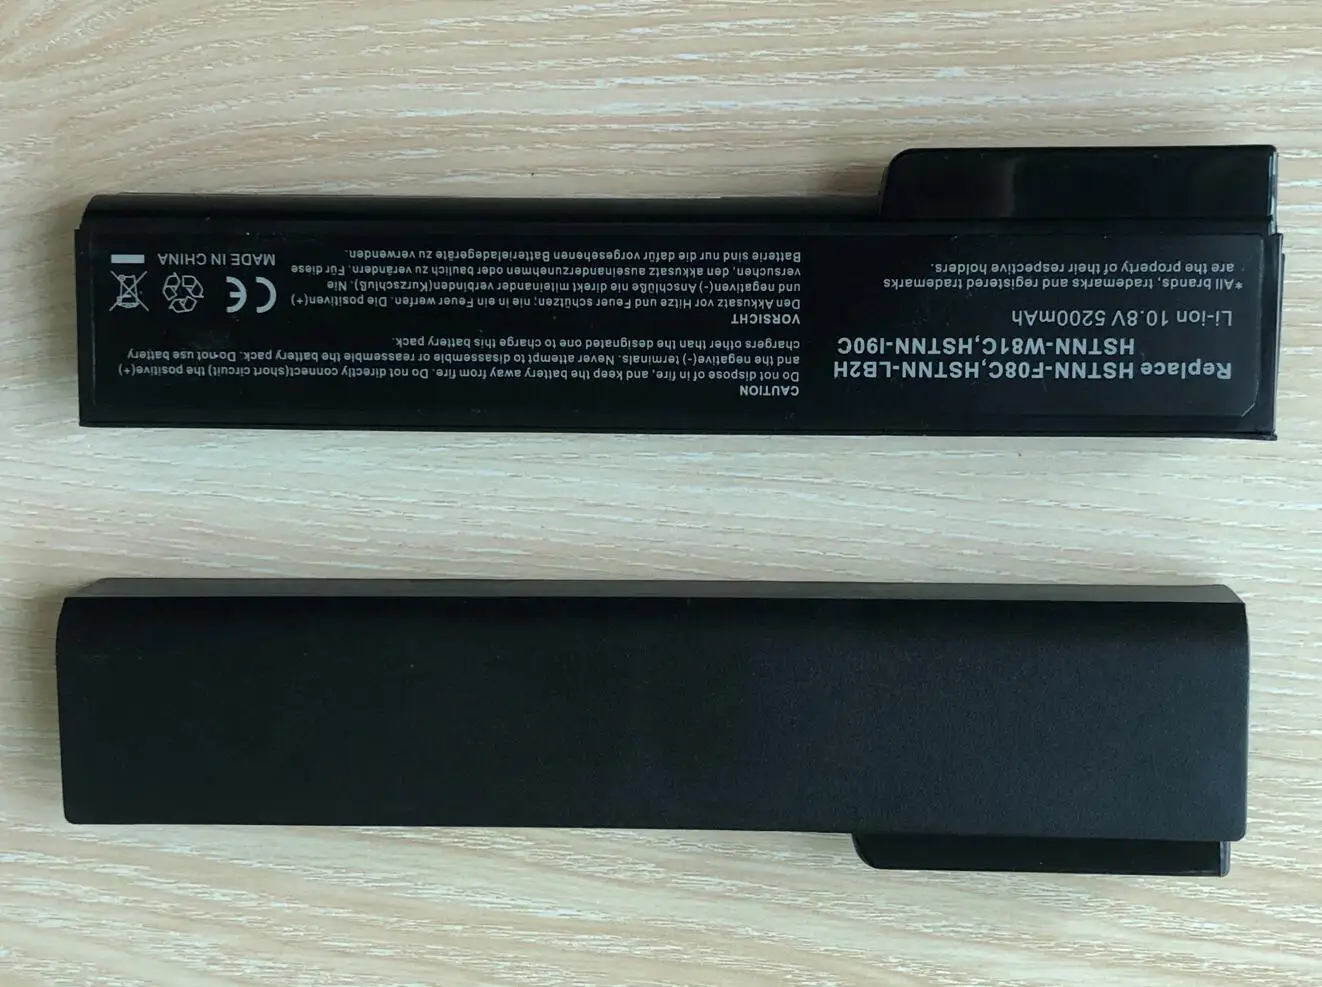 Replace HSTNN-F08C,HSTNN-LB2H
HSTNN-W81C,HSTNN-I90C
Li-ion 10.8V 5200mAh
*All brands, trademarks, names and registered trademarks
are the property of their respective holders.
CAUTION
Do not dispose of in fire, and keep the battery away from fire. Do not directly connect(short circuit) the positive(+)
and the negative(-) terminals. Never attempt to disassemble or reassemble the battery pack. Do not use battery
chargers other than the designated one to charge this battery pack.
VORSICHT
Den Akkusatz vor Hitze und Feuer schützen; nie in ein Feuer werfen. Die positiven(+)
und negativen(-) Anschlüße nie direkt miteinander verbinden(Kurzschluß). Nie
versuchen, den Akkusatz auseinanderzunehmen oder baulich zu verändern. Für diese
Batterie sind nur die dafür vorgesehenen Batterieladegeräte zu verwenden.
CE
MADE IN CHINA